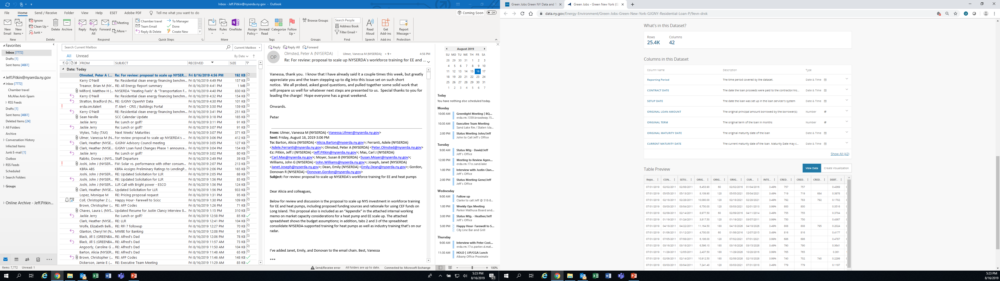 Inbox - Jeff.Pitkin@nyserda.ny.gov - Outlook
File Home Send / Receive Folder View Help ESET Adobe PDF Tell me what you want to do
Coming Soon Off
New Email New Items Ignore Clean Up Junk Delete Archive Reply Reply All Forward Meeting More
Chamber travel To Manager
Team Email Done
Reply & Delete Create New
Move Rules OneNote Assign Policy Unread/ Read Categorize Follow Up Browse Groups
Search People
Address Book
Filter Email
Read Aloud Get Add-ins Report Message
New Delete Respond Quick Steps Move Tags Groups Find Speech Add-ins Protection
Favorites
Inbox [7772]
Drafts [1]
Sent Items [4661]
Jeff.Pitkin@nyserda.ny.gov
Inbox [7772]
Chamber travel
McAfee Anti-Spam
RSS Feeds
Drafts [1]
Sent Items [4661]
Deleted Items [24]
All Folders
Archive
Conversation History
Infected Items
Junk E-mail [1]
Outbox
RSS Feeds
Scheduled
Search Folders
Groups
Online Archive - Jeff.Pitkin...
Search Current Mailbox Current Mailbox
All Unread By Date
FROM SUBJECT RECEIVED SIZE
Date: Today
Olmsted, Peter A (... Re: For review: proposal to scale up NYSER... Fri 8/16/2019 4:56 PM 192 KB
Kerry O'Neill Re: Residential clean energy financing benchm... Fri 8/16/2019 4:49 PM 157 KB
Treanor, Brian M (NY... RE: All Energy Report summary Fri 8/16/2019 4:41 PM 1 MB
Milford, Matthew H (... NYSERDA "Heating Fuels" & "Transportation F... Fri 8/16/2019 4:40 PM 830 KB
Kerry O'Neill Re: Residential clean energy financing benchm... Fri 8/16/2019 4:32 PM 154 KB
Stratton, Bradford (N... RE: GJGNY OpenNY Data Fri 8/16/2019 4:30 PM 101 KB
erda.sm.italert IT Alert - CRIS / Buildings Portal Fri 8/16/2019 3:50 PM 159 KB
Kerry O'Neill Re: Residential clean energy financing benchm... Fri 8/16/2019 3:41 PM 251 KB
Sean Neville SCC Calendar Update Fri 8/16/2019 3:18 PM 185 KB
Jackie Jerry Re: Lunch or golf? Fri 8/16/2019 3:11 PM 91 KB
Jackie Jerry Re: Lunch or golf? Fri 8/16/2019 3:07 PM 91 KB
Wykes, Toby (TAX) Next Weeks' Maturities Fri 8/16/2019 3:07 PM 371 KB
Ulmer, Vanessa M (N... For review: proposal to scale up NYSERDA's ... Fri 8/16/2019 3:06 PM 412 KB
Clark, Heather (NYSE... GJGNY Advisory Council meeting Fri 8/16/2019 3:05 PM 127 KB
Clark, Heather (NYSE... GJGNY Loan Fund Changes Phase 1 announce... Fri 8/16/2019 3:04 PM 154 KB
Jackie Jerry Re: Lunch or golf? Fri 8/16/2019 3:02 PM 80 KB
Rabito, Donna J (NYS... Staff Departure Fri 8/16/2019 2:49 PM 39 KB
Joshi, John J (NYSER... FW: Solar vs. performance with other consum... Fri 8/16/2019 2:07 PM 213 KB
KBRA ABS KBRA Assigns Preliminary Ratings to LendingP... Fri 8/16/2019 2:06 PM 165 KB
Joshi, John J (NYSER... RE: Updated Solicitation for LLR Fri 8/16/2019 2:05 PM 88 KB
Joshi, John J (NYSER... RE: Updated Solicitation for LLR Fri 8/16/2019 1:56 PM 85 KB
Joshi, John J (NYSER... LLR Call with Bright power - ESCO Fri 8/16/2019 1:56 PM 124 KB
Clark, Heather (NYSE... Updated Solicitation for LLR Fri 8/16/2019 1:56 PM 933 KB
Lopez, Monique M RE: Pricing proposal request Fri 8/16/2019 1:31 PM 95 KB
Coll, Christopher Z (... Happy Hour- Farewell to Scicc Fri 8/16/2019 1:30 PM 109 KB
Brown, Christopher (... RE: AFP Codes Fri 8/16/2019 1:26 PM 71 KB
Chaves, Laura L (NYS... Updated Resume for Justin Clancy Interview 8... Fri 8/16/2019 1:15 PM 310 KB
Jackie Jerry Re: Lunch or golf? Fri 8/16/2019 12:58 PM 85 KB
Clark, Heather (NYSE... RE: LLR Fri 8/16/2019 12:41 PM 104 KB
Wolfe, Elizabeth Belli... RE: RFI 7 followup Fri 8/16/2019 12:27 PM 70 KB
Glanton, Cheryl M (N... MWBE for Banking Fri 8/16/2019 12:08 PM 91 KB
Black, Jill S (GREENBA... RE: Alfred's Dad Fri 8/16/2019 12:06 PM 78 KB
Black, Jill S (GREENBA... RE: Alfred's Dad Fri 8/16/2019 11:57 AM 73 KB
Angoorly, Caroline G ... RE: Alfred's Dad Fri 8/16/2019 11:50 AM 104 KB
Barton, Alicia (NYSER... RE: Alfred's Dad Fri 8/16/2019 11:48 AM 65 KB
Brown, Christopher (... RE: AFP Codes Fri 8/16/2019 11:46 AM 148 KB
Dickerson, Jamie E (... RE: Executive Team Meeting Fri 8/16/2019 11:29 AM 85 KB
Reply Reply All Forward
OP
Olmsted, Peter A (NYSERDA) Ulmer, Vanessa M (NYSERDA); + 9 4:56 PM
Re: For review: proposal to scale up NYSERDA's workforce training for EE and ...
Vanessa, thank you. I know that I have already said it a couple times this week, but greatly
appreciate you and the team stepping up to dig into this issue set on such short
notice. We all probed, asked good questions, and pulled together some solid work that
will prepare us well for whatever next steps are presented to us. Special thanks to you for
leading the charge! Hope everyone has a great weekend.
Onwards.
Peter
From: Ulmer, Vanessa M (NYSERDA) <Vanessa.Ulmer@nyserda.ny.gov>
Sent: Friday, August 16, 2019 3:06 PM
To: Barton, Alicia (NYSERDA) <Alicia.Barton@nyserda.ny.gov>; Ferranti, Adele (NYSERDA)
<Adele.Ferranti@nyserda.ny.gov>; Olmsted, Peter A (NYSERDA) <Peter.Olmsted@nyserda.ny.gov>
Cc: Pitkin, Jeff J (NYSERDA) <Jeff.Pitkin@nyserda.ny.gov>; Mas, Carl J (NYSERDA)
<Carl.Mas@nyserda.ny.gov>; Moyer, Susan B (NYSERDA) <Susan.Moyer@nyserda.ny.gov>;
Williams, John G (NYSERDA) <John.Williams@nyserda.ny.gov>; Joseph, Janet (NYSERDA)
<Janet.Joseph@nyserda.ny.gov>; Dean, Emily (NYSERDA) <Emily.Dean@nyserda.ny.gov>; Gordon,
Donovan R (NYSERDA) <Donovan.Gordon@nyserda.ny.gov>
Subject: For review: proposal to scale up NYSERDA's workforce training for EE and heat pumps
Dear Alicia and colleagues,
Below for review and discussion is the proposal to scale up NYS investment in workforce training
for EE and heat pumps, including proposed funding sources and rationale for using CEF funds on
Long Island. This proposal also is included as an “Appendix” in the attached internal working
memo on market capacity considerations for a heat pump and EE scale up. The attached
spreadsheet shows the budget assumptions; in addition, tabs 2 and 3 of the spreadsheet
consolidate NYSERDA-supported training for heat pumps as well as industry training that's on our
radar.
I've added Janet, Emily, and Donovan to the email chain. Best, Vanessa
***
August 2019
SU MO TU WE TH FR SA
28 29 30 31 1 2 3
4 5 6 7 8 9 10
11 12 13 14 15 16 17
18 19 20 21 22 23 24
25 26 27 28 29 30 31
1 2 3 4 5 6 7
Today
You have nothing else scheduled today.
Monday
10:00 AM Greenlight Meeting | BQ...
erda.rm.1359.broadway.15...
10:30 AM Executive Team Meeting
Sand Lake Rm / Staten Isla...
2:00 PM Status Meeting John/Jeff
John to Call Jeff's Office
Tuesday
9:00 AM Status Mtg - David/Jeff
Jeff's Office
12:00 PM Meeting to Review Agen...
erda.rm.17cc.sand.lake
1:00 PM Interview with Justin Clan...
Jeff's Office
2:00 PM Status Meeting Gene/Jeff
Jeff's Office
Wednesday
9:00 AM Follow up
Clarke to call Jeff @ 518-8...
1:00 PM Weekly Ops Meeting
Parker Mathusa Board and...
3:00 PM Status Mtg. - Heather/Jeff
Jeff's Office
5:00 PM Happy Hour- Farewell to S...
City Line Bar and Grill
Thursday
9:00 AM Interview with Peter Cost...
erda.rm.17cc.parker.d.mat...
11:30 AM HOLD | JJP/CGA Lunch
Albany Office Proximate
Items: 7,772 Unread: 1 Send/Receive error All folders are up to date. Connected to: Microsoft Exchange 100%
5:23 PM
8/16/2019
21
Green Jobs Green NY Data and T Green Jobs - Green New York (G
data.ny.gov/Energy-Environment/Green-Jobs-Green-New-York-GJGNY-Residential-Loan-P/9evn-drxk
What's in this Dataset?
Rows Columns
25.4K 42
Columns in this Dataset
Column Name Description Type
Reporting Period The time period covered by the dataset. Date & Time
CONTRACT DATE The date the loan proceeds were paid to the contractor/ins... Date & Time
SETUP DATE The date the loan was set up in the loan servicer's system Date & Time
ORIGINAL LOAN AMOUNT The original principal amount borrowed by the borrower(s) Number #
ORIGINAL TERM The original term of the loan in months Number #
ORIGINAL MATURITY DATE The original maturity date of the loan Date & Time
CURRENT MATURITY DATE The current maturity date of the loan. Maturity Date may c... Date & Time
Show All (42)
Table Preview View Data Create Visualization
Repo... CON... SETU... ORIG... ORIG... ORIG... CUR... INTE... CRED... CRED... CRED... DEBT...
07/31/2019 02/02/2011 02/08/2011 6,453.90 60 02/02/2016 01/04/2016 3.49% 757 757 0.4369
07/31/2019 05/05/2011 05/13/2011 8,109.90 120 05/05/2021 05/04/2021 3.49% 719 719 684 0.3978
07/31/2019 02/18/2011 02/28/2011 10,080.00 120 02/18/2021 02/20/2021 3.49% 792 783 792 0.1702
07/31/2019 03/03/2011 03/04/2011 6,750.00 120 03/03/2021 02/01/2013 3.49% 800 800 0.3516
07/31/2019 02/09/2011 02/14/2011 8,977.50 60 02/09/2016 04/11/2014 3.49% 755 755 0.3704
07/31/2019 01/19/2011 01/24/2011 3,817.50 120 01/19/2021 03/07/2011 3.99% 750 750 0.4367
07/31/2019 04/18/2011 04/22/2011 11,164.50 180 04/18/2026 04/18/2026 3.49% 808 808 795 0.2024
07/31/2019 01/06/2011 01/12/2011 4,700.00 60 01/06/2016 12/07/2015 3.49% 816 816 0.4177
07/31/2019 07/05/2011 07/08/2011 6,186.00 120 07/02/2021 07/01/2021 3.99% 686 686 0.4787
07/31/2019 03/16/2011 03/18/2011 6,596.10 180 03/16/2026 03/15/2026 3.49% 790 790 0.3641
07/31/2019 11/29/2011 12/05/2011 2,437.50 180 11/29/2026 10/20/2016 3.99% 765 765 0.361
07/31/2019 02/08/2011 02/14/2011 10,912.50 180 02/08/2026 02/10/2026 3.99% 740 702 740 0.2299
07/31/2019 03/03/2011 03/04/2011 7,241.40 120 03/03/2021 07/31/2018 3.49% 779 779 0.1197
5:23 PM
8/16/2019